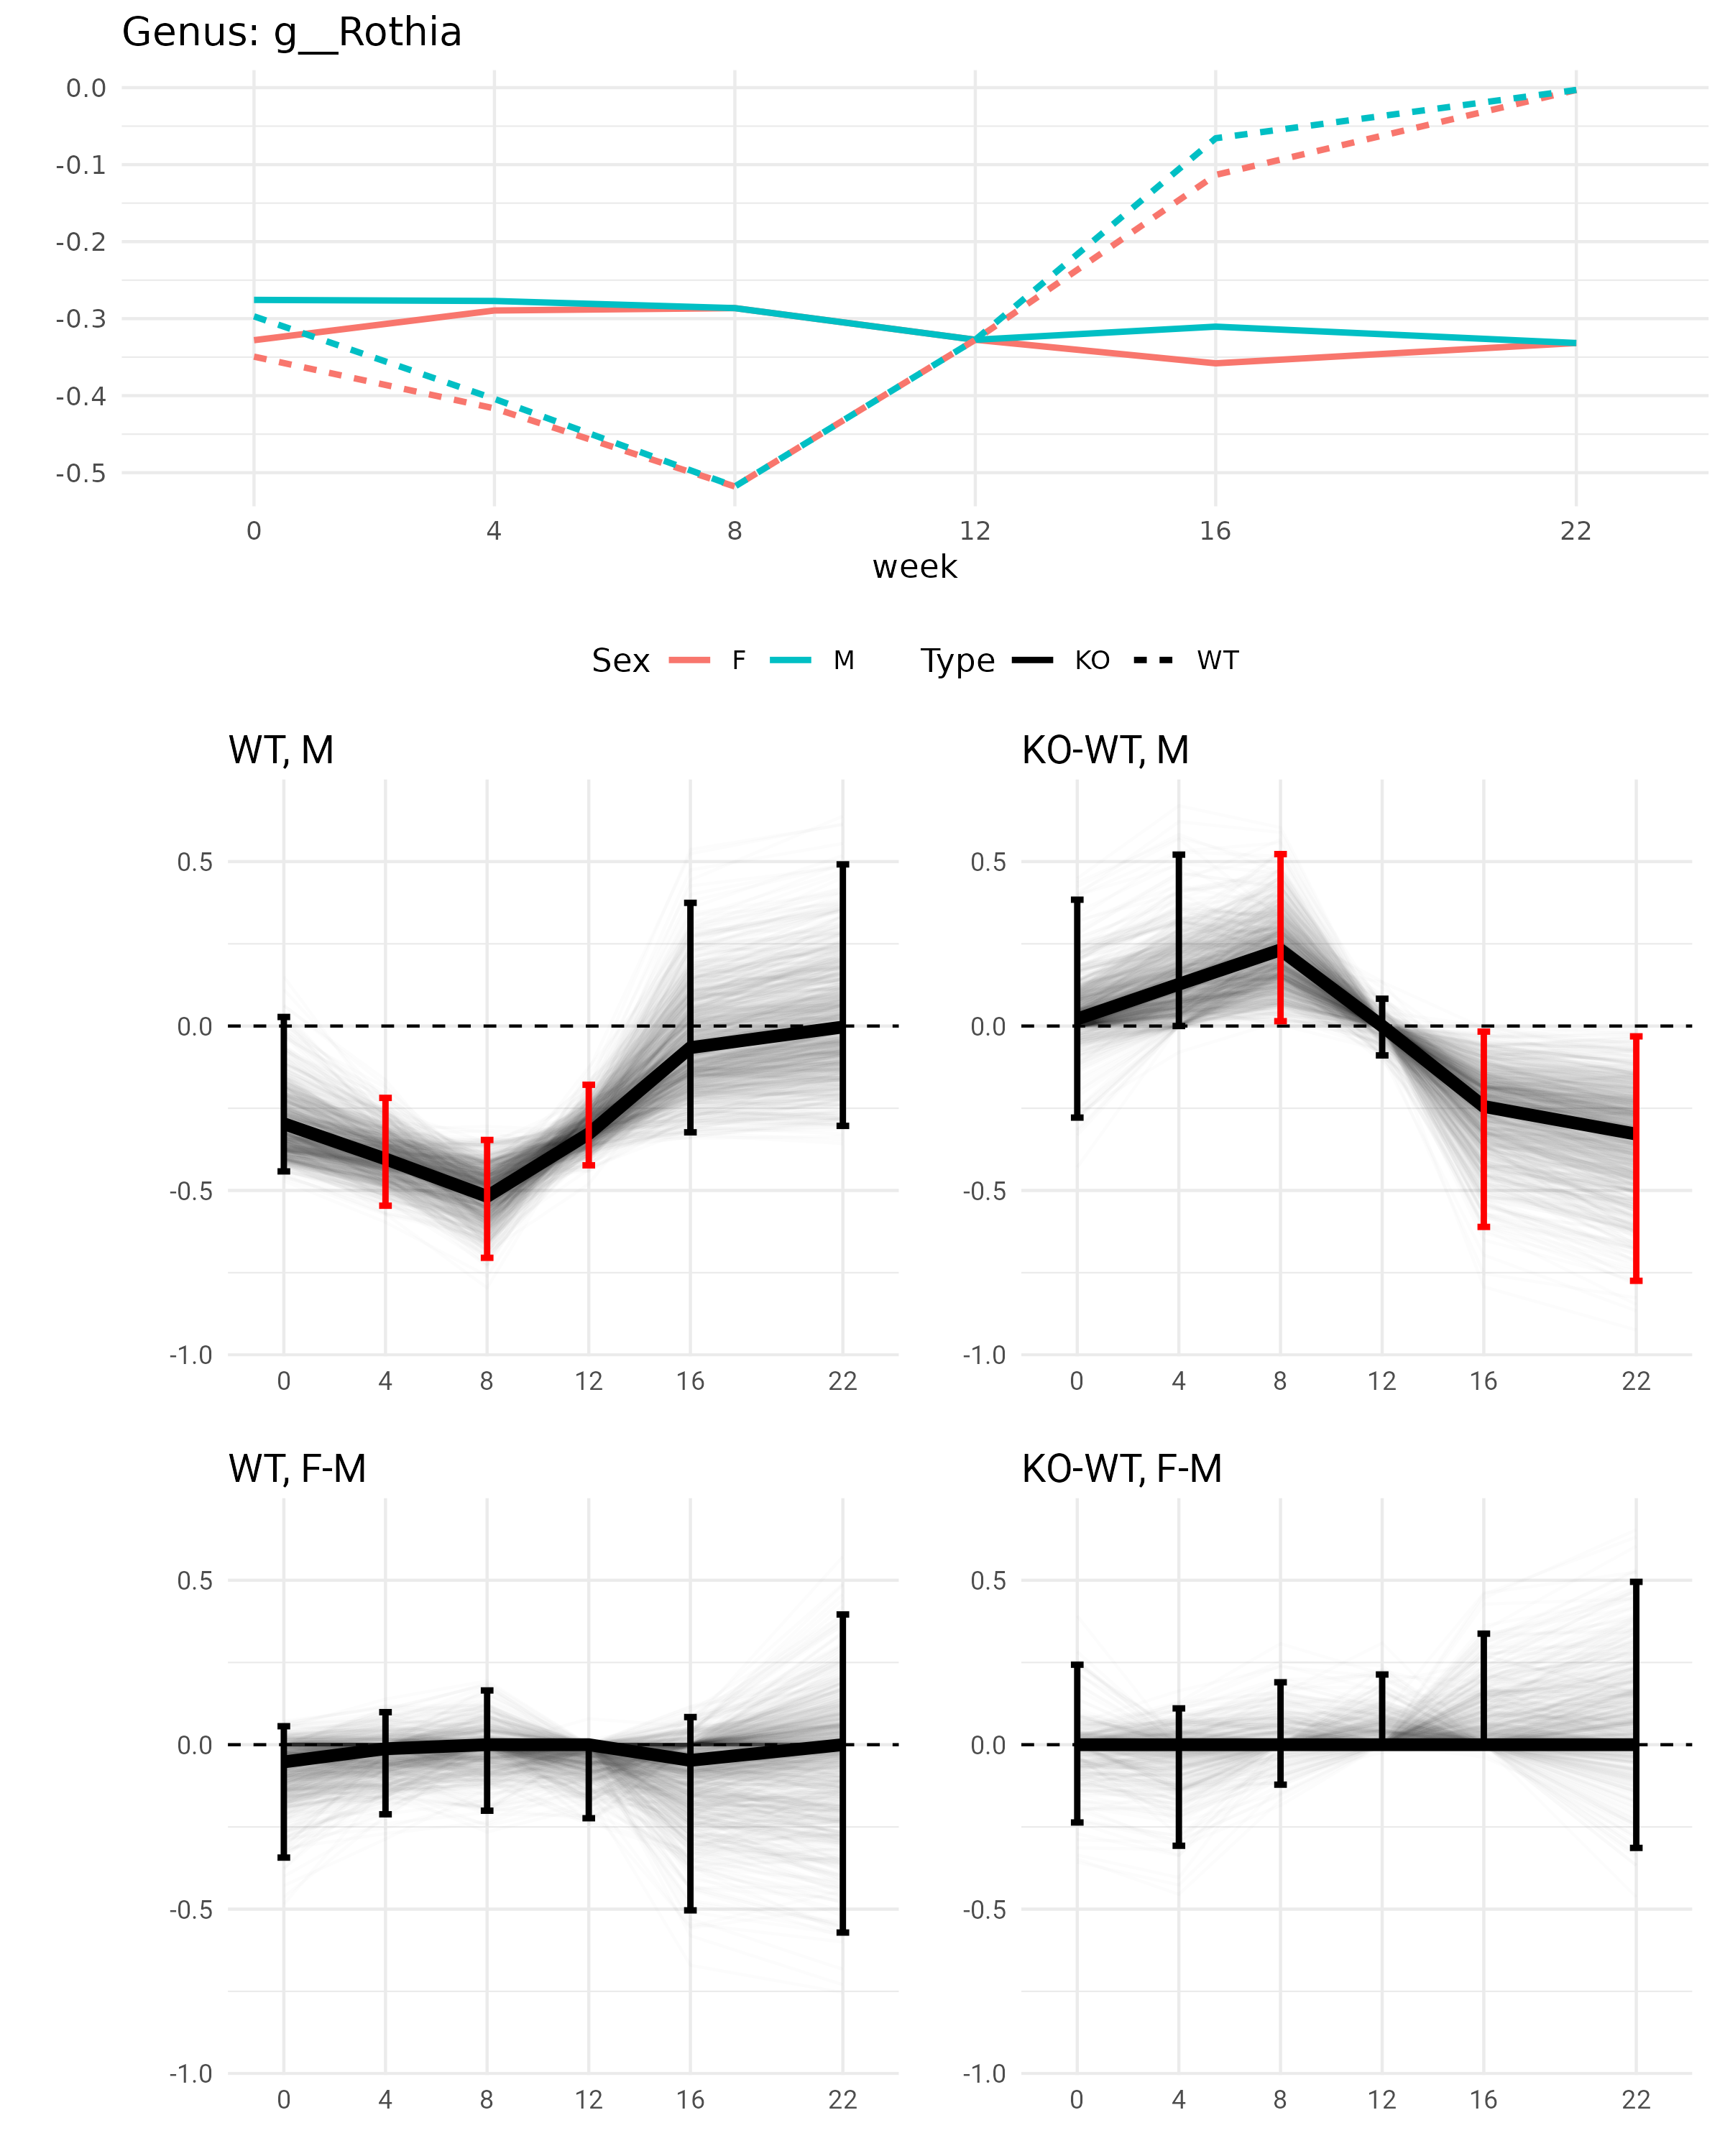 Genus: g__Rothia
0.0
-0.1
-0.2
-0.3
-0.4
-0.5
0 4 8 12 16 22
week
Sex F M Type KO WT
WT, M KO-WT, M
0.5 0.5
0.0 0.0
-0.5 -0.5
-1.0 -1.0
0 4 8 12 16 22 0 4 8 12 16 22
WT, F-M KO-WT, F-M
0.5 0.5
0.0 0.0
-0.5 -0.5
-1.0 -1.0
0 4 8 12 16 22 0 4 8 12 16 22